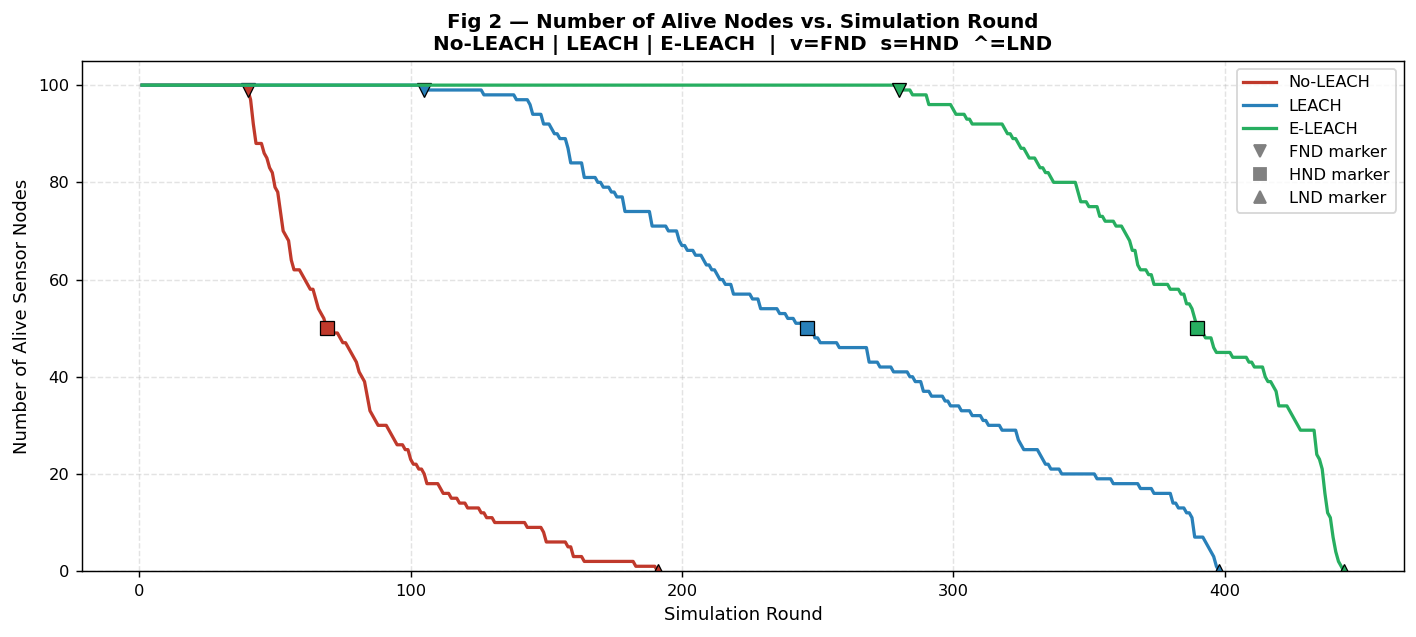 Fig 2 — Number of Alive Nodes vs. Simulation Round
No-LEACH | LEACH | E-LEACH | v=FND s=HND ^=LND
Number of Alive Sensor Nodes
100
80
60
40
20
0
No-LEACH
LEACH
E-LEACH
FND marker
HND marker
LND marker
0 100 200 300 400
Simulation Round